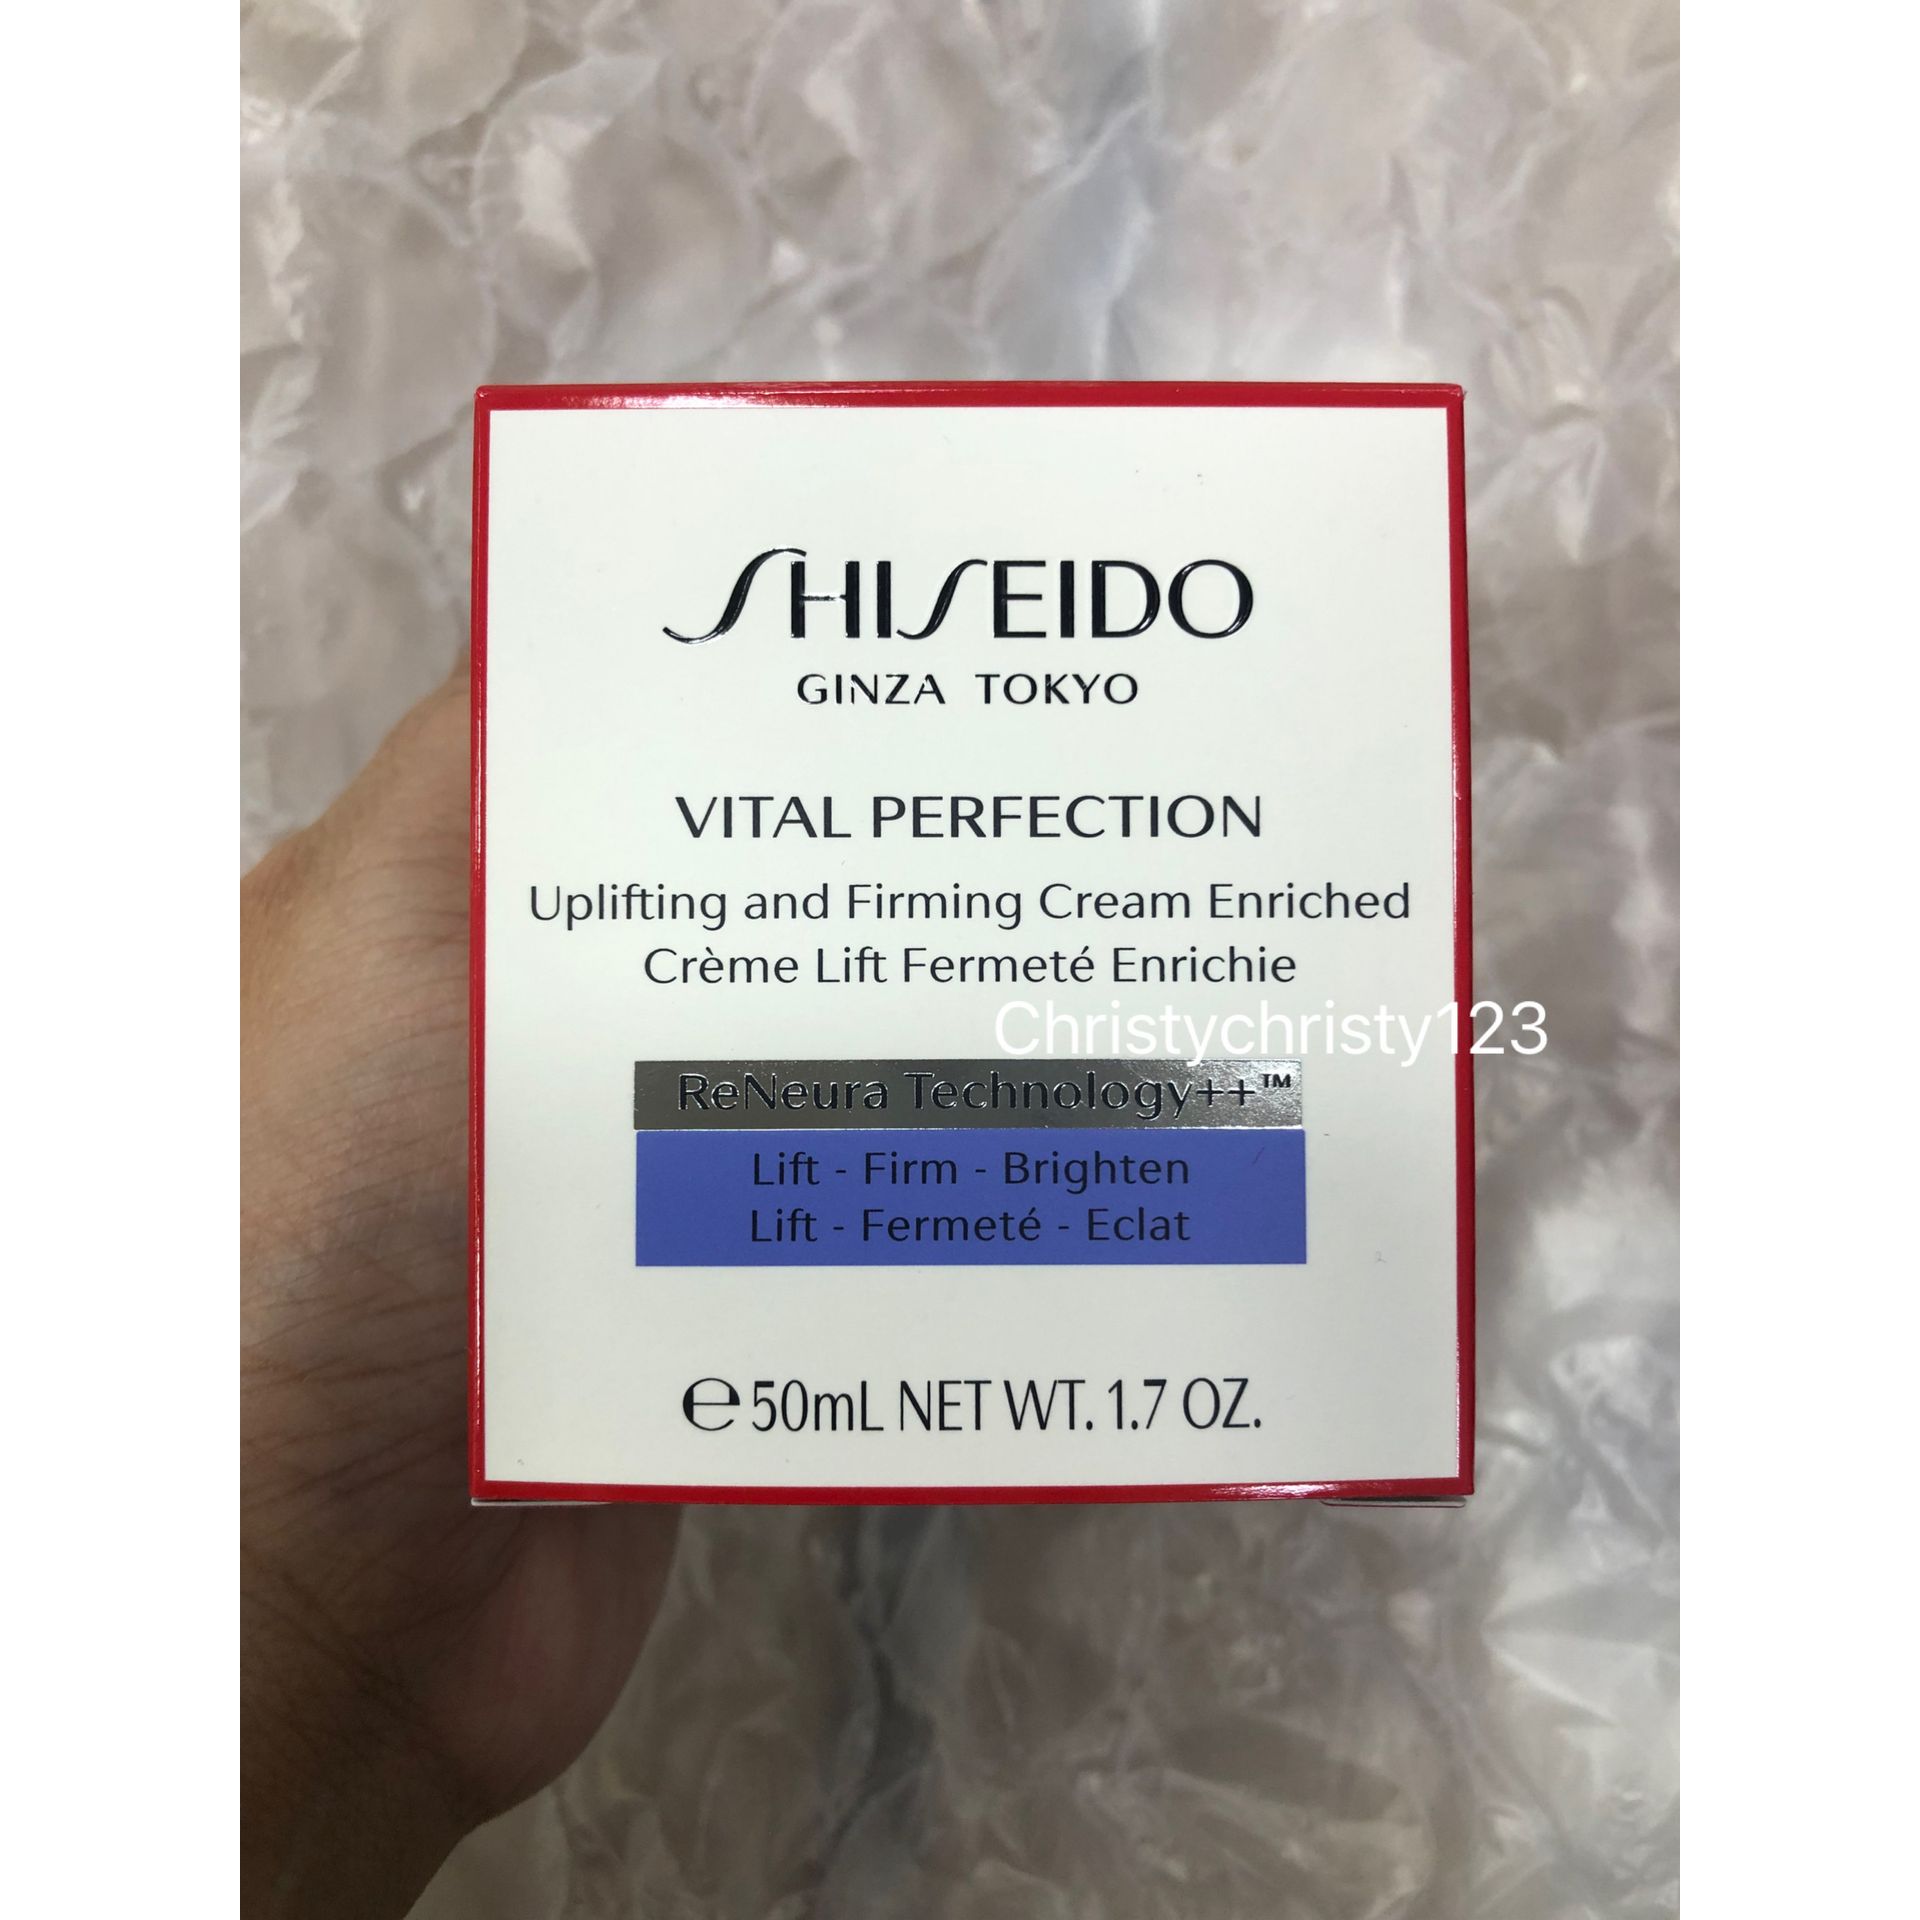 SHISEIDO
GINZA TOKYO
VITAL PERFECTION
Uplifting and Firming Cream Enriched
Crème Lift Fermeté Enrichie
Christychristy123
ReNeura Technology++™
Lift - Firm - Brighten
Lift - Fermeté - Eclat
℮ 50mL NET WT. 1.7 OZ.